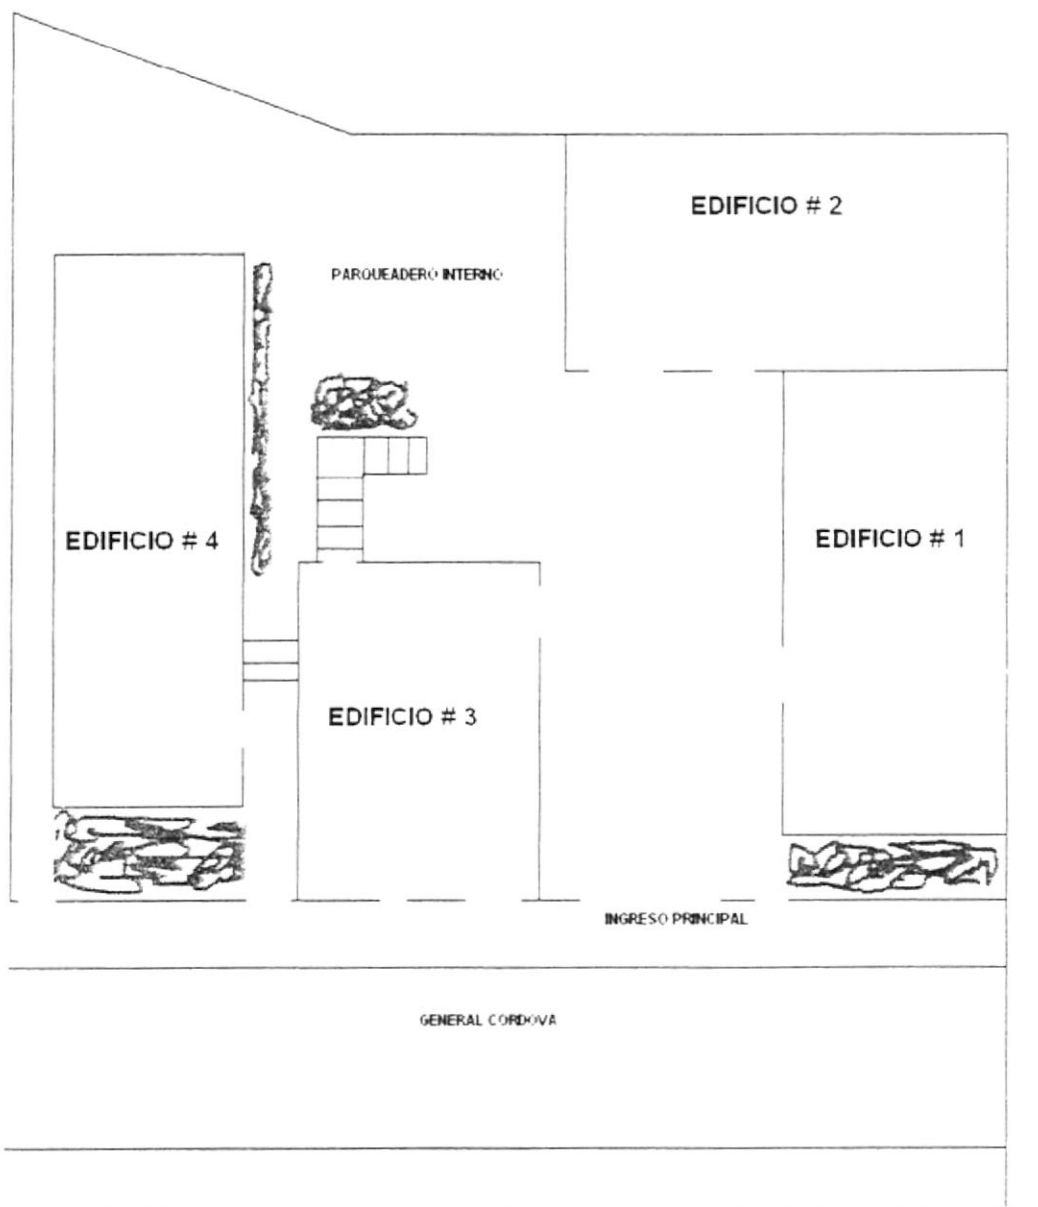 EDIFICIO # 2
PARQUEADERO INTERNO
EDIFICIO # 4
EDIFICIO # 1
EDIFICIO # 3
INGRESO PRINCIPAL
GENERAL CORDOVA